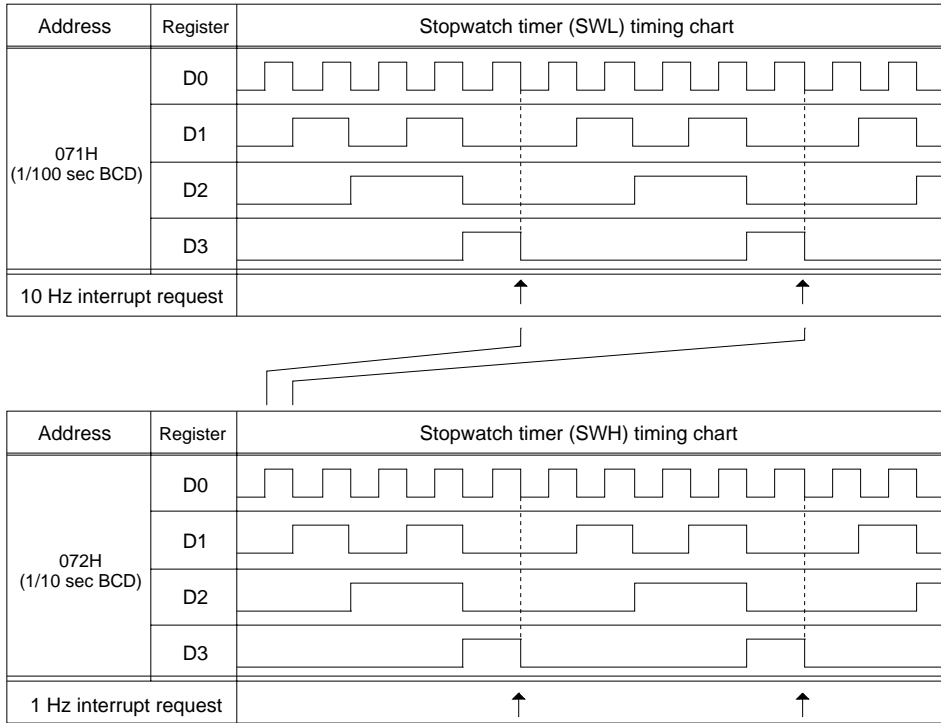 Address Register Stopwatch timer (SWL) timing chart
D0
D1
071H
(1/100 sec BCD)
D2
D3
10 Hz interrupt request
Address Register Stopwatch timer (SWH) timing chart
D0
D1
072H
(1/10 sec BCD)
D2
D3
1 Hz interrupt request